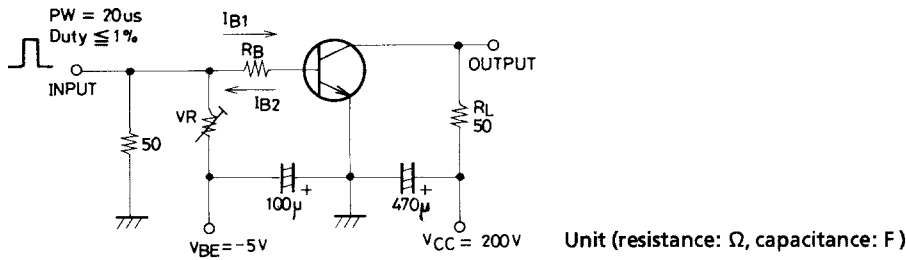 PW = 20us
Duty ≦ 1%
INPUT
50
VR
RB
IB1
IB2
OUTPUT
RL
50
100μ
+
470μ
+
VBE = -5V
VCC = 200V
Unit (resistance: Ω, capacitance: F)